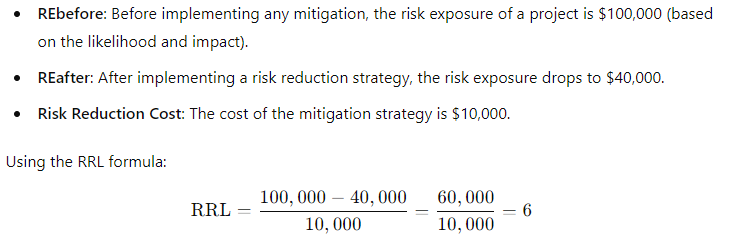 • REbefore: Before implementing any mitigation, the risk exposure of a project is $100,000 (based
on the likelihood and impact).
• REafter: After implementing a risk reduction strategy, the risk exposure drops to $40,000.
• Risk Reduction Cost: The cost of the mitigation strategy is $10,000.
Using the RRL formula:
RRL = \frac{100,000 − 40,000}{10,000} = \frac{60,000}{10,000} = 6